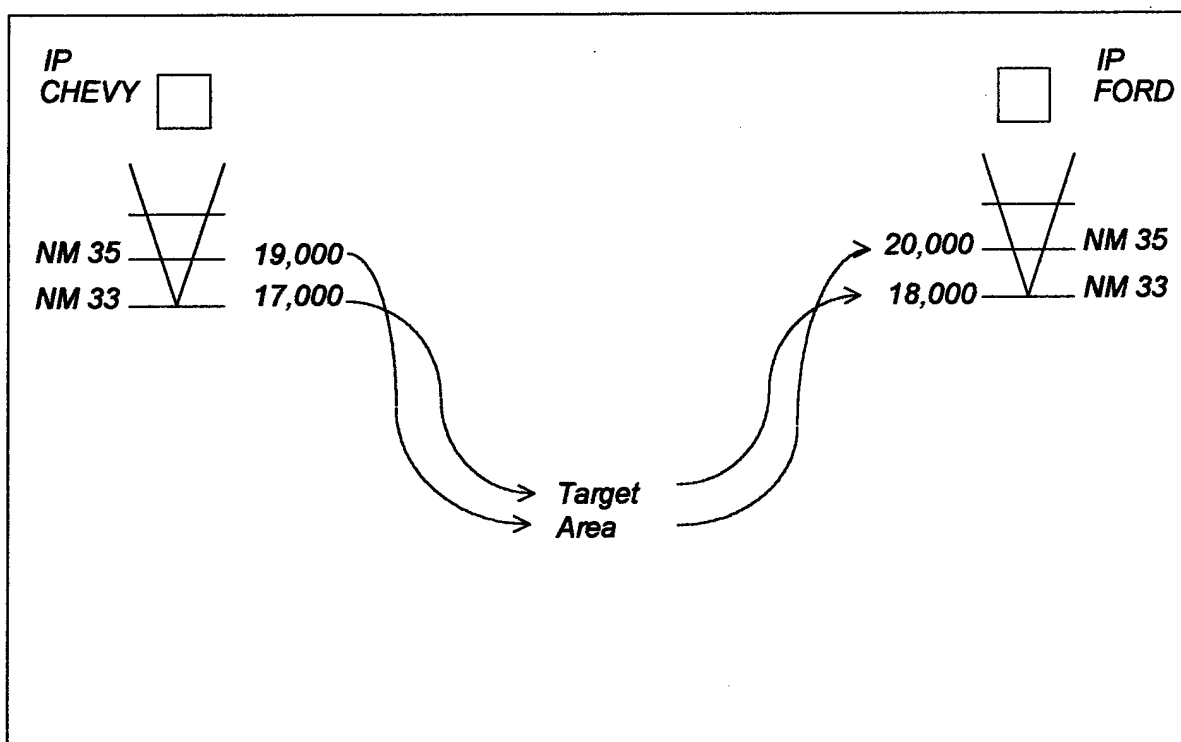 IP
CHEVY
IP
FORD
NM 35
19,000
20,000
NM 35
NM 33
17,000
18,000
NM 33
Target
Area